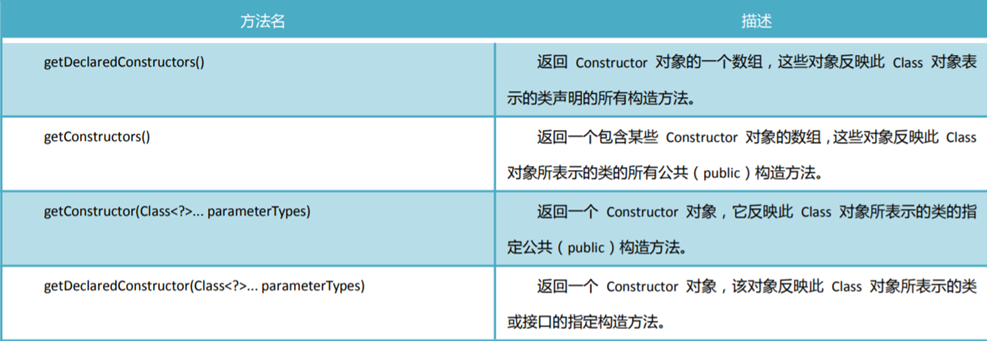 方法名
描述
getDeclaredConstructors()
返回 Constructor 对象的一个数组，这些对象反映此 Class 对象表
示的类声明的所有构造方法。
getConstructors()
返回一个包含某些 Constructor 对象的数组，这些对象反映此 Class
对象所表示的类的所有公共（public）构造方法。
getConstructor(Class<?>... parameterTypes)
返回一个 Constructor 对象，它反映此 Class 对象所表示的类的指
定公共（public）构造方法。
getDeclaredConstructor(Class<?>... parameterTypes)
返回一个 Constructor 对象，该对象反映此 Class 对象所表示的类
或接口的指定构造方法。